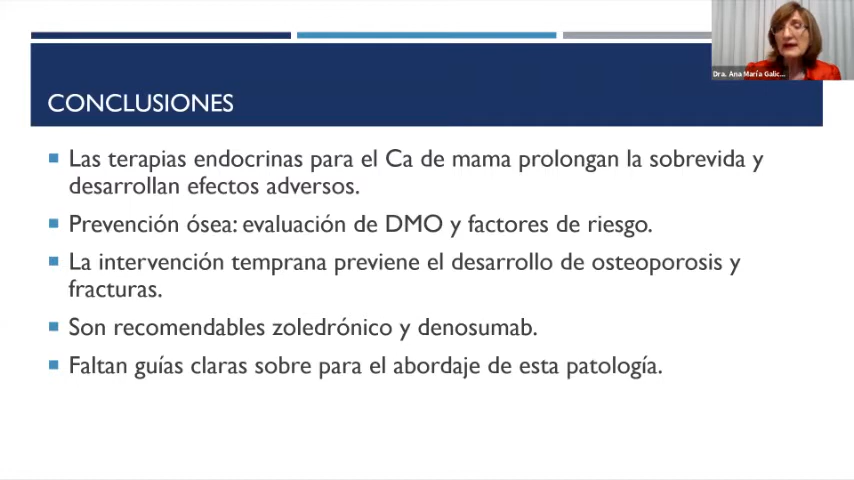 Dra. Ana María Galic...
CONCLUSIONES
Las terapias endocrinas para el Ca de mama prolongan la sobrevida y
desarrollan efectos adversos.
Prevención ósea: evaluación de DMO y factores de riesgo.
La intervención temprana previene el desarrollo de osteoporosis y
fracturas.
Son recomendables zoledrónico y denosumab.
Faltan guías claras sobre para el abordaje de esta patología.